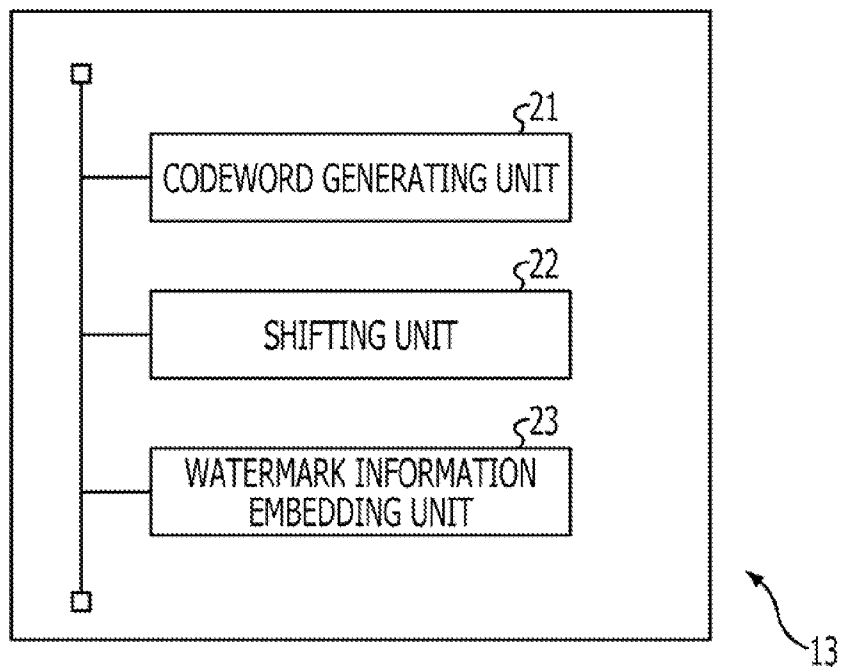 21
CODEWORD GENERATING UNIT
22
SHIFTING UNIT
23
WATERMARK INFORMATION
EMBEDDING UNIT
13